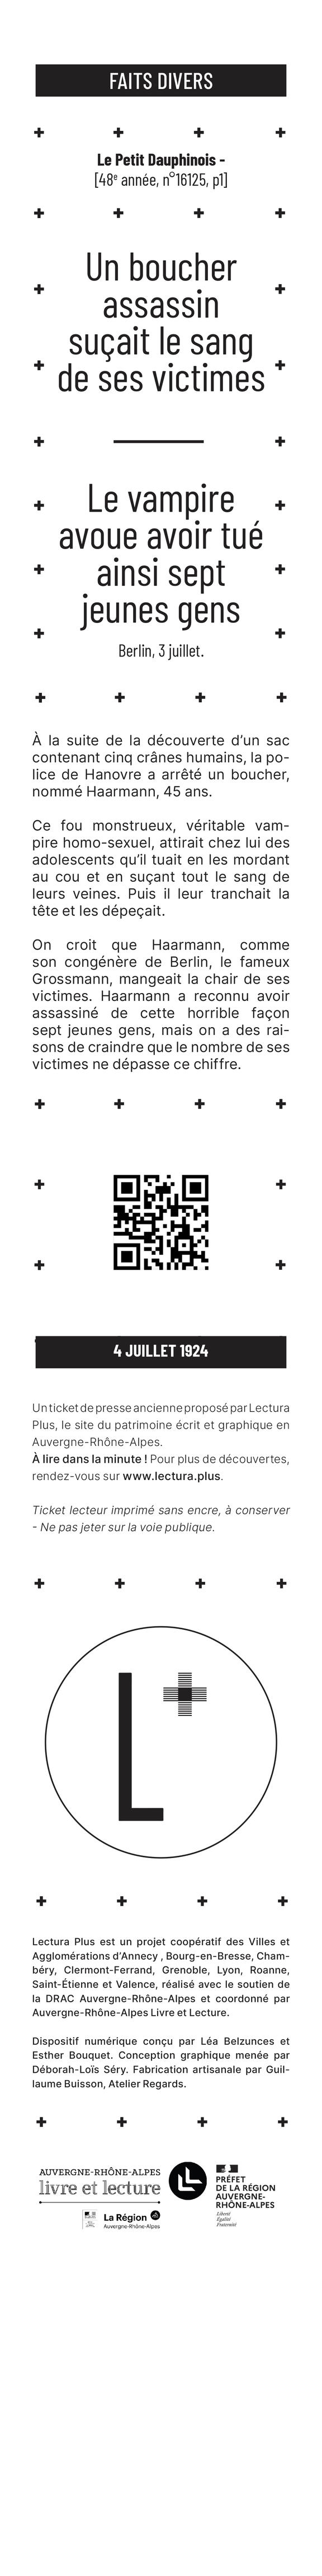 FAITS DIVERS
Le Petit Dauphinois -
[48e année, n°16125, p1]
Un boucher
assassin
suçait le sang
de ses victimes
Le vampire
avoue avoir tué
ainsi sept
jeunes gens
Berlin, 3 juillet.
À la suite de la découverte d'un sac
contenant cinq crânes humains, la po-
lice de Hanovre a arrêté un boucher,
nommé Haarmann, 45 ans.
Ce fou monstrueux, véritable vam-
pire homo-sexuel, attirait chez lui des
adolescents qu'il tuait en les mordant
au cou et en suçant tout le sang de
leurs veines. Puis il leur tranchait la
tête et les dépeçait.
On croit que Haarmann, comme
son congénère de Berlin, le fameux
Grossmann, mangeait la chair de ses
victimes. Haarmann a reconnu avoir
assassiné de cette horrible façon
sept jeunes gens, mais on a des rai-
sons de craindre que le nombre de ses
victimes ne dépasse ce chiffre.
4 JUILLET 1924
Un ticket de presse ancienne proposé par Lectura
Plus, le site du patrimoine écrit et graphique en
Auvergne-Rhône-Alpes.
À lire dans la minute ! Pour plus de découvertes,
rendez-vous sur www.lectura.plus.
Ticket lecteur imprimé sans encre, à conserver
- Ne pas jeter sur la voie publique.
L+
Lectura Plus est un projet coopératif des Villes et
Agglomérations d'Annecy , Bourg-en-Bresse, Cham-
béry, Clermont-Ferrand, Grenoble, Lyon, Roanne,
Saint-Étienne et Valence, réalisé avec le soutien de
la DRAC Auvergne-Rhône-Alpes et coordonné par
Auvergne-Rhône-Alpes Livre et Lecture.
Dispositif numérique conçu par Léa Belzunces et
Esther Bouquet. Conception graphique menée par
Déborah-Loïs Séry. Fabrication artisanale par Guil-
laume Buisson, Atelier Regards.
AUVERGNE-RHÔNE-ALPES
livre et lecture
La Région
Auvergne-Rhône-Alpes
PRÉFET
DE LA RÉGION
AUVERGNE-
RHÔNE-ALPES
Liberté
Égalité
Fraternité